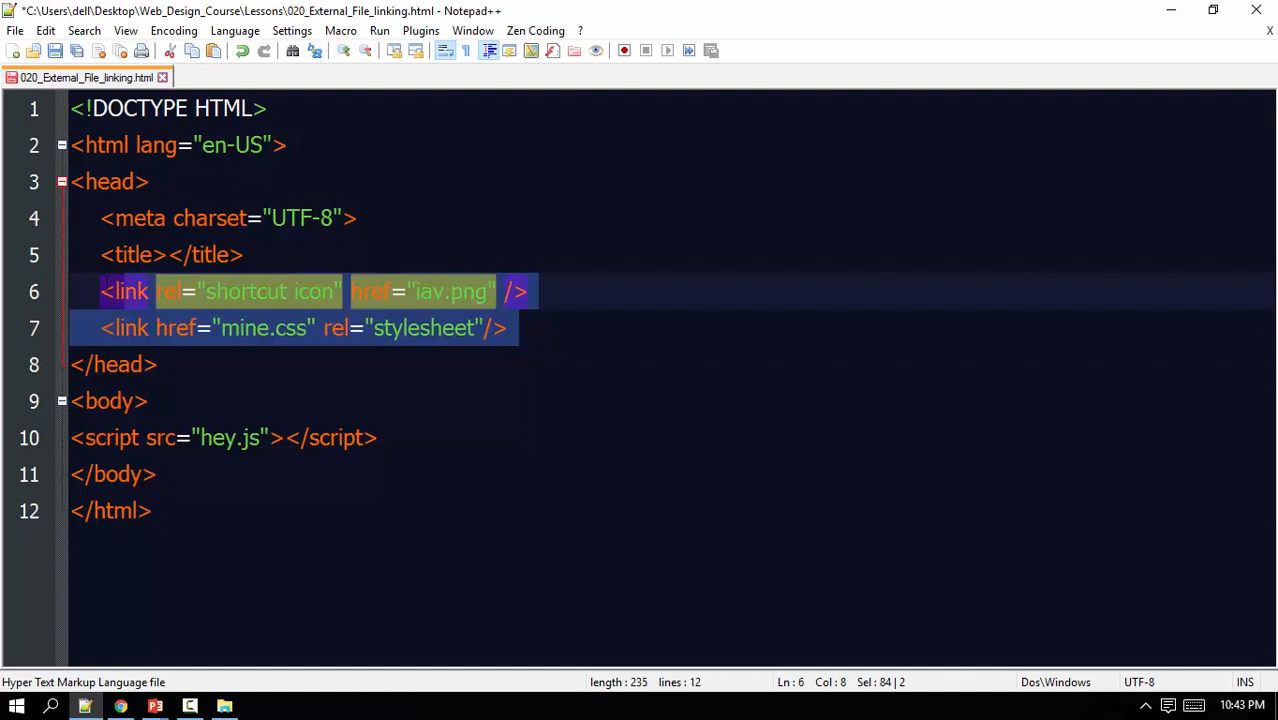 *C:\Users\dell\Desktop\Web_Design_Course\Lessons\020_External_File_linking.html - Notepad++
File Edit Search View Encoding Language Settings Macro Run Plugins Window Zen Coding ? X
020_External_File_linking.html
1 <!DOCTYPE HTML>
2 <html lang="en-US">
3 <head>
4 <meta charset="UTF-8">
5 <title></title>
6 <link rel="shortcut icon" href="iav.png" />
7 <link href="mine.css" rel="stylesheet"/>
8 </head>
9 <body>
10 <script src="hey.js"></script>
11 </body>
12 </html>
Hyper Text Markup Language file length : 235 lines : 12 Ln : 6 Col : 8 Sel : 84 | 2 Dos\Windows UTF-8 INS
10:43 PM